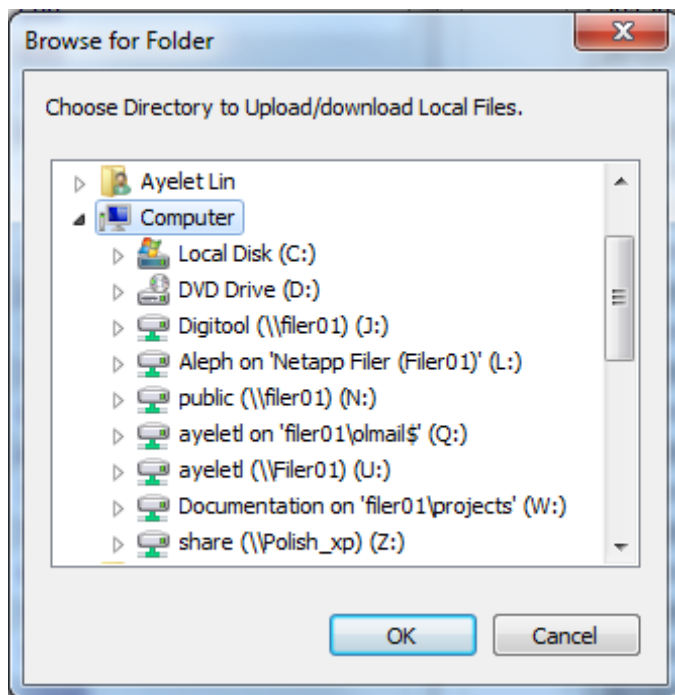 Browse for Folder
Choose Directory to Upload/download Local Files.
Ayelet Lin
Computer
Local Disk (C:)
DVD Drive (D:)
Digitool (\\filer01) (J:)
Aleph on 'Netapp Filer (Filer01)' (L:)
public (\\filer01) (N:)
ayeletl on 'filer01\olmail$' (Q:)
ayeletl (\\Filer01) (U:)
Documentation on 'filer01\projects' (W:)
share (\\Polish_xp) (Z:)
OK Cancel